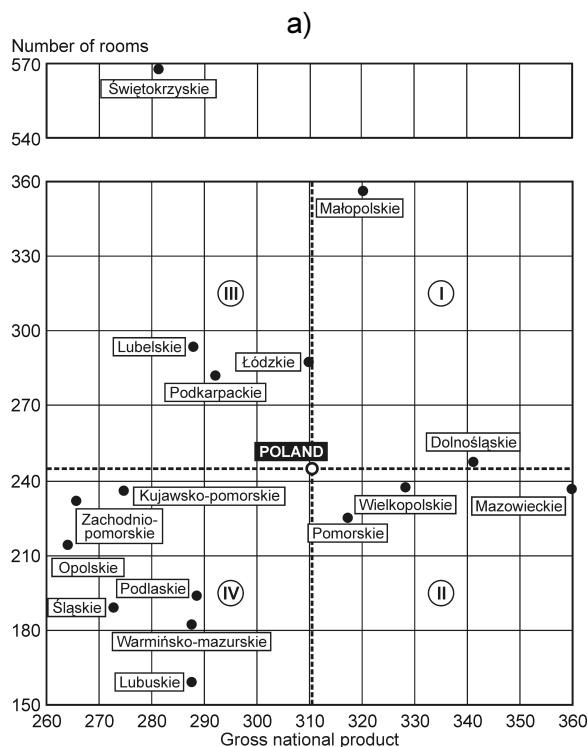 a)
Number of rooms
570
Świętokrzyskie
540
360
Małopolskie
330
III
I
300
Lubelskie
Łódzkie
Podkarpackie
270
POLAND
Dolnośląskie
240
Kujawsko-pomorskie
Wielkopolskie
Mazowieckie
Zachodnio-
pomorskie
Pomorskie
210
Opolskie
Podlaskie
IV
II
Śląskie
180
Warmińsko-mazurskie
Lubuskie
150
260 270 280 290 300 310 320 330 340 350 360
Gross national product